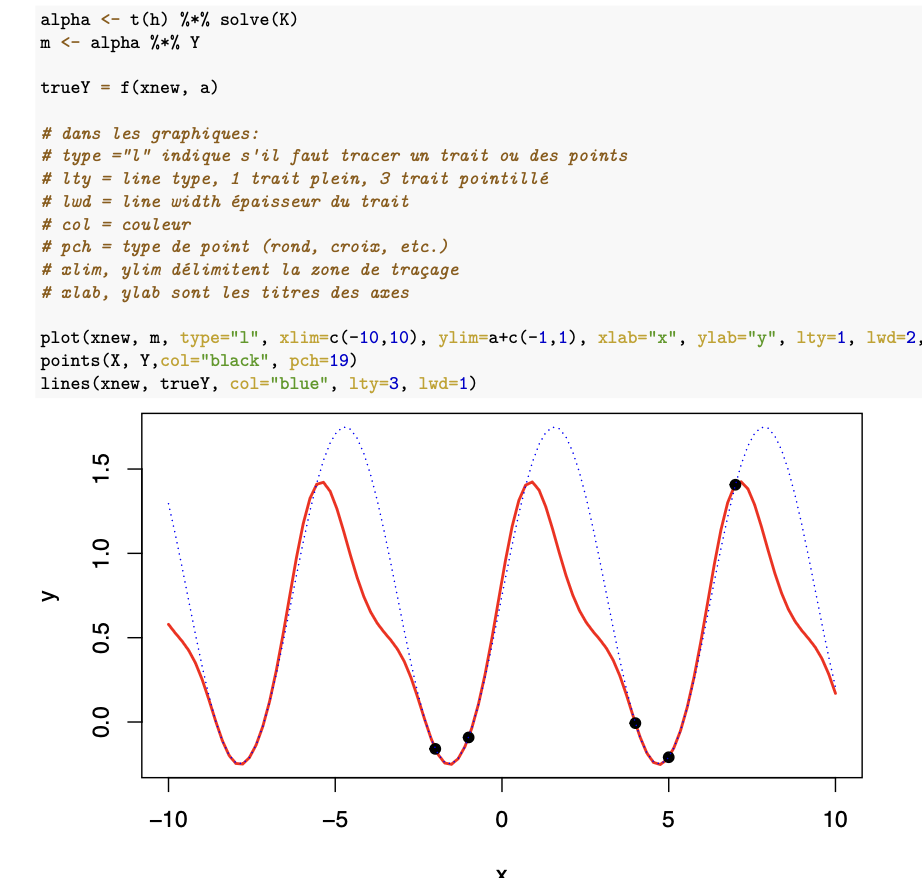 alpha <- t(h) %*% solve(K)
m <- alpha %*% Y
trueY = f(xnew, a)
# dans les graphiques:
# type ="l" indique s'il faut tracer un trait ou des points
# lty = line type, 1 trait plein, 3 trait pointillé
# lwd = line width épaisseur du trait
# col = couleur
# pch = type de point (rond, croix, etc.)
# xlim, ylim délimitent la zone de traçage
# xlab, ylab sont les titres des axes
plot(xnew, m, type="l", xlim=c(-10,10), ylim=a+c(-1,1), xlab="x", ylab="y", lty=1, lwd=2,
points(X, Y,col="black", pch=19)
lines(xnew, trueY, col="blue", lty=3, lwd=1)
1.5
1.0
0.5
0.0
y
−10 −5 0 5 10
x